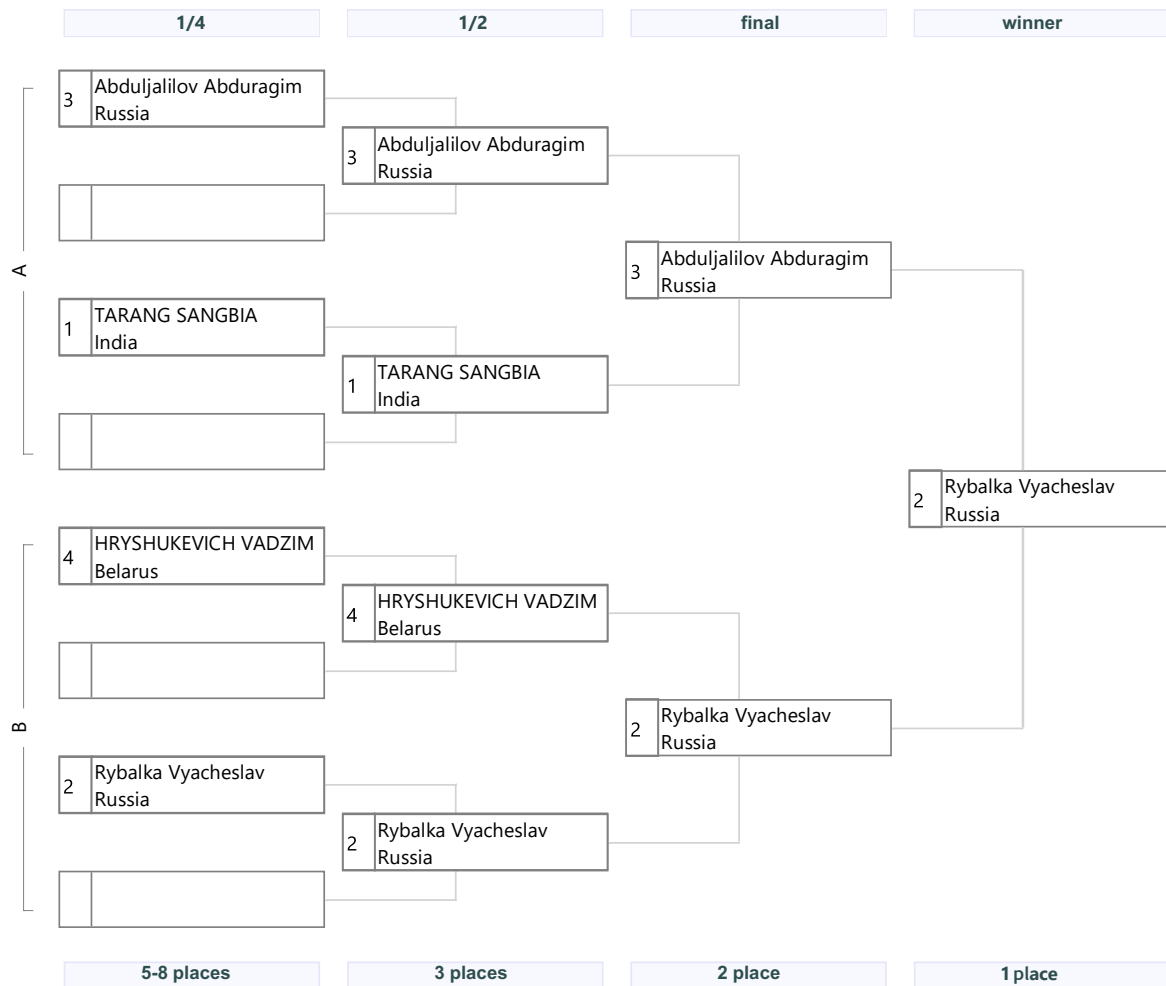 1/4 1/2 final winner
3 Abduljalilov Abduragim
Russia
3 Abduljalilov Abduragim
Russia
3 Abduljalilov Abduragim
Russia
A
1 TARANG SANGBIA
India
1 TARANG SANGBIA
India
2 Rybalka Vyacheslav
Russia
4 HRYSHUKEVICH VADZIM
Belarus
4 HRYSHUKEVICH VADZIM
Belarus
B
2 Rybalka Vyacheslav
Russia
2 Rybalka Vyacheslav
Russia
2 Rybalka Vyacheslav
Russia
5-8 places 3 places 2 place 1 place